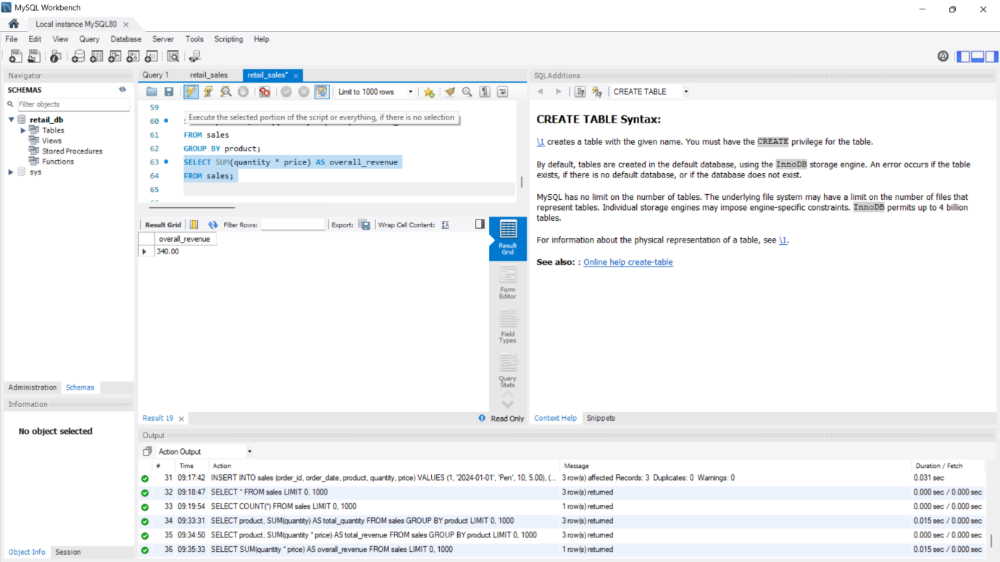 MySQL Workbench
Local instance MySQL80
File Edit View Query Database Server Tools Scripting Help
Navigator
SCHEMAS
Filter objects
retail_db
Tables
Views
Stored Procedures
Functions
sys
Administration Schemas
Information
No object selected
Object Info Session
Query 1 retail_sales retail_sales*
Limit to 1000 rows
59
Execute the selected portion of the script or everything, if there is no selection
60
61 FROM sales
62 GROUP BY product;
63 SELECT SUM(quantity * price) AS overall_revenue
64 FROM sales;
65
Result Grid Filter Rows: Export: Wrap Cell Content:
overall_revenue
340.00
Result
Grid
Form
Editor
Field
Types
Query
Stats
Result 19 Read Only
SQLAdditions
CREATE TABLE
CREATE TABLE Syntax:
\1 creates a table with the given name. You must have the CREATE privilege for the table.
By default, tables are created in the default database, using the InnoDB storage engine. An error occurs if the table
exists, if there is no default database, or if the database does not exist.
MySQL has no limit on the number of tables. The underlying file system may have a limit on the number of files that
represent tables. Individual storage engines may impose engine-specific constraints. InnoDB permits up to 4 billion
tables.
For information about the physical representation of a table, see \1.
See also: : Online help create-table
Context Help Snippets
Output
Action Output
# Time Action Message Duration / Fetch
31 09:17:42 INSERT INTO sales (order_id, order_date, product, quantity, price) VALUES (1, '2024-01-01', 'Pen', 10, 5.00), (... 3 row(s) affected Records: 3 Duplicates: 0 Warnings: 0 0.031 sec
32 09:18:47 SELECT * FROM sales LIMIT 0, 1000 3 row(s) returned 0.000 sec / 0.000 sec
33 09:19:54 SELECT COUNT(*) FROM sales LIMIT 0, 1000 1 row(s) returned 0.000 sec / 0.000 sec
34 09:33:31 SELECT product, SUM(quantity) AS total_quantity FROM sales GROUP BY product LIMIT 0, 1000 3 row(s) returned 0.015 sec / 0.000 sec
35 09:34:50 SELECT product, SUM(quantity * price) AS total_revenue FROM sales GROUP BY product LIMIT 0, 1000 3 row(s) returned 0.000 sec / 0.000 sec
36 09:35:33 SELECT SUM(quantity * price) AS overall_revenue FROM sales LIMIT 0, 1000 1 row(s) returned 0.015 sec / 0.000 sec